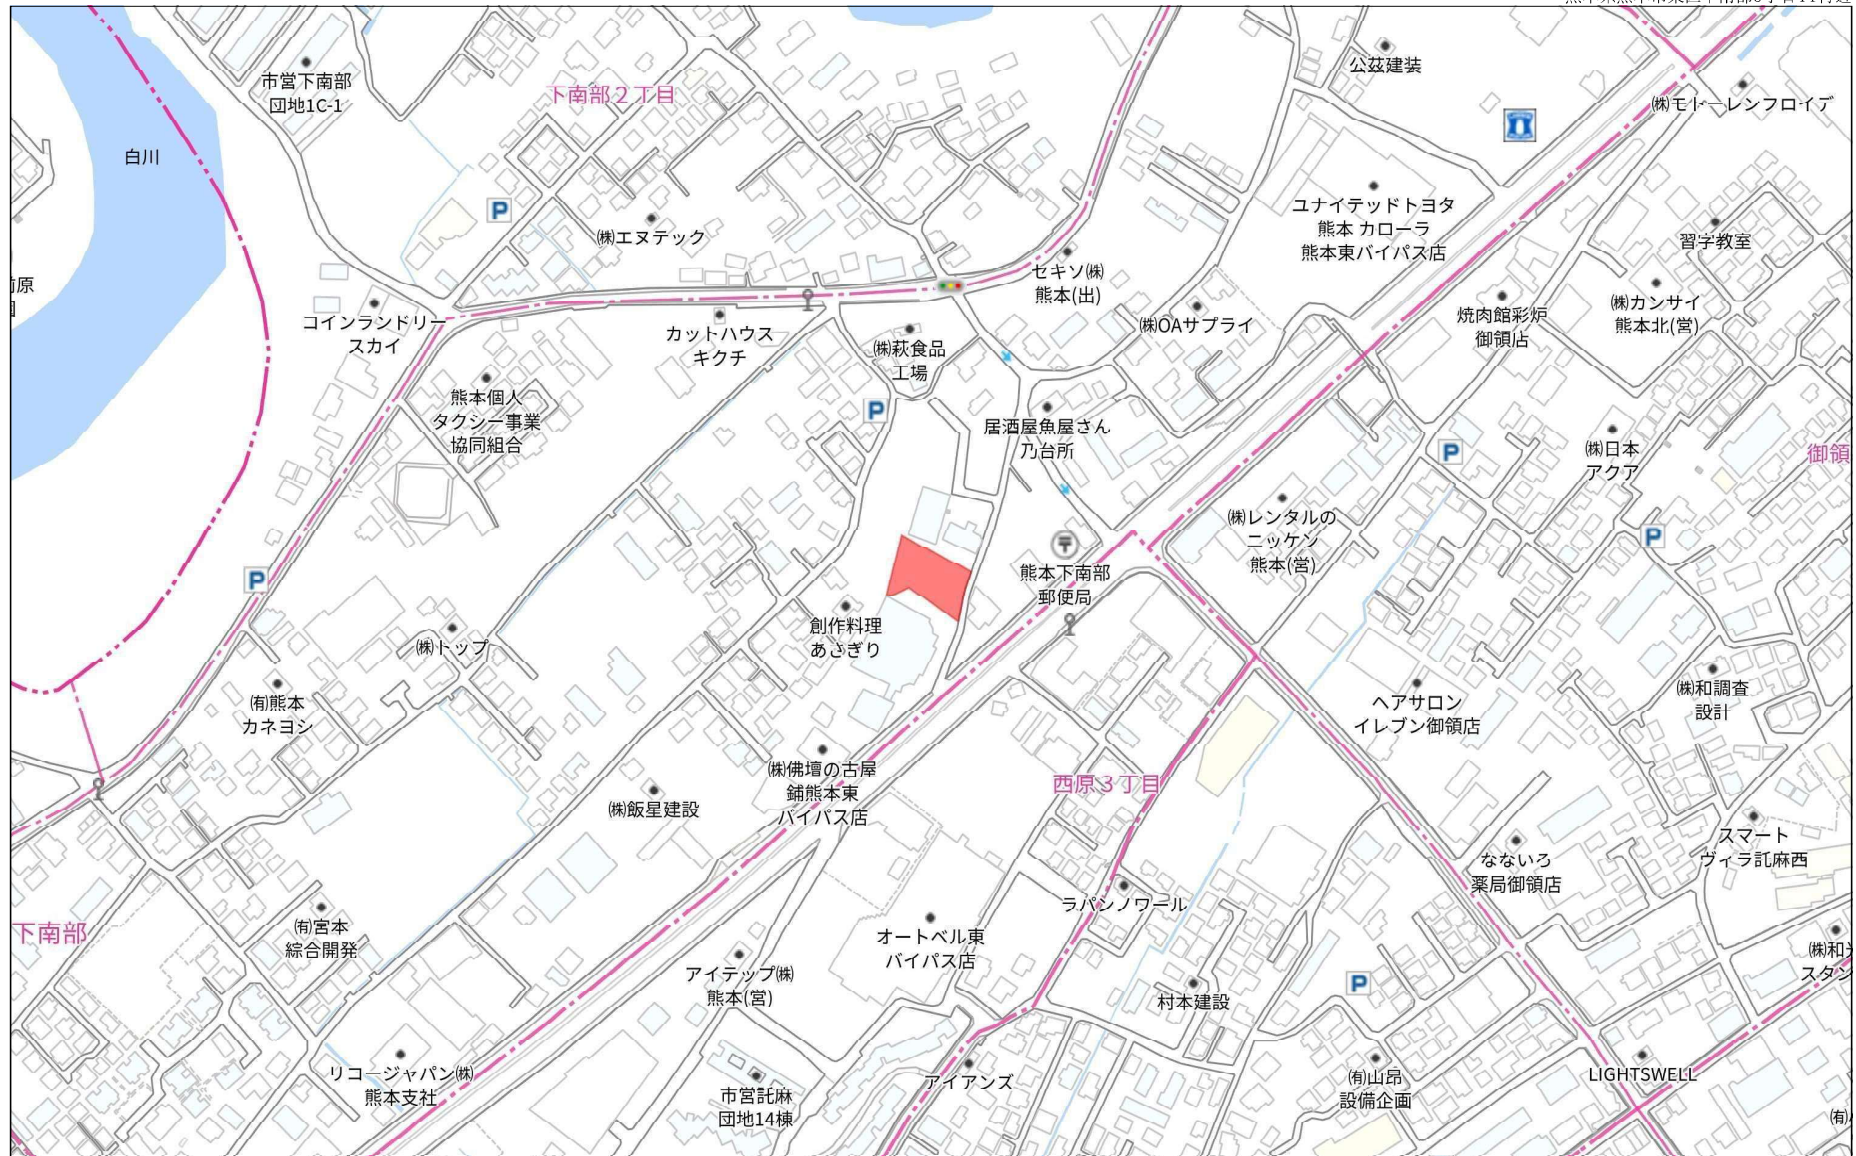 市営下南部
団地1C-1
下南部2丁目
公茲建装
㈱モトーレンフロイデ
白川
P
㈱エヌテック
ユナイテッドトヨタ
熊本 カローラ
熊本東バイパス店
習字教室
セキソ㈱
熊本(出)
コインランドリー
スカイ
カットハウス
キクチ
㈱萩食品
工場
㈱OAサプライ
焼肉館彩炉
御領店
㈱カンサイ
熊本北(営)
熊本個人
タクシー事業
協同組合
P
居酒屋魚屋さん
乃台所
P
㈱日本
アクア
御領
㈱レンタルの
ニッケン
熊本(営)
P
P
〒
熊本下南部
郵便局
創作料理
あさぎり
㈱トップ
㈲熊本
カネヨシ
ヘアサロン
イレブン御領店
㈱和調査
設計
㈱佛壇の古屋
鋪熊本東
バイパス店
㈱飯星建設
西原3丁目
スマート
ヴィラ託麻西
なないろ
薬局御領店
ラパンノワール
下南部
㈲宮本
綜合開発
オートベル東
バイパス店
アイテップ㈱
熊本(営)
村本建設
P
リコージャパン㈱
熊本支社
市営託麻
団地14棟
アイアンズ
㈲山昂
設備企画
LIGHTSWELL